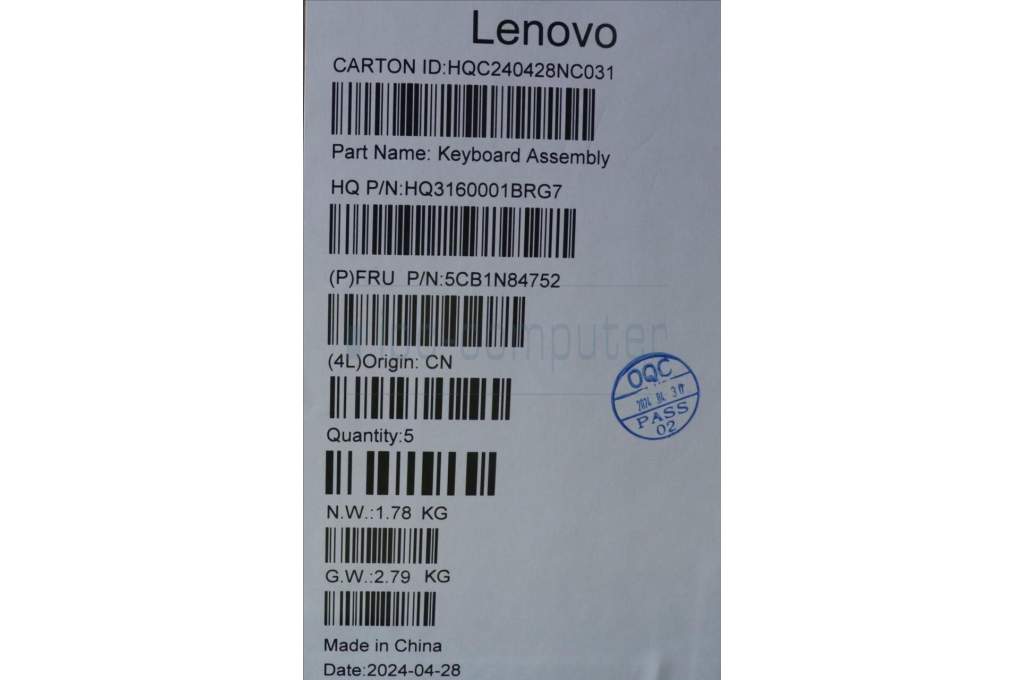 Lenovo
CARTON ID:HQC240428NC031
Part Name: Keyboard Assembly
HQ P/N:HQ3160001BRG7
(P)FRU P/N:5CB1N84752
(4L)Origin: CN
OQC
PASS
02
Quantity:5
N.W.:1.78 KG
G.W.:2.79 KG
Made in China
Date:2024-04-28